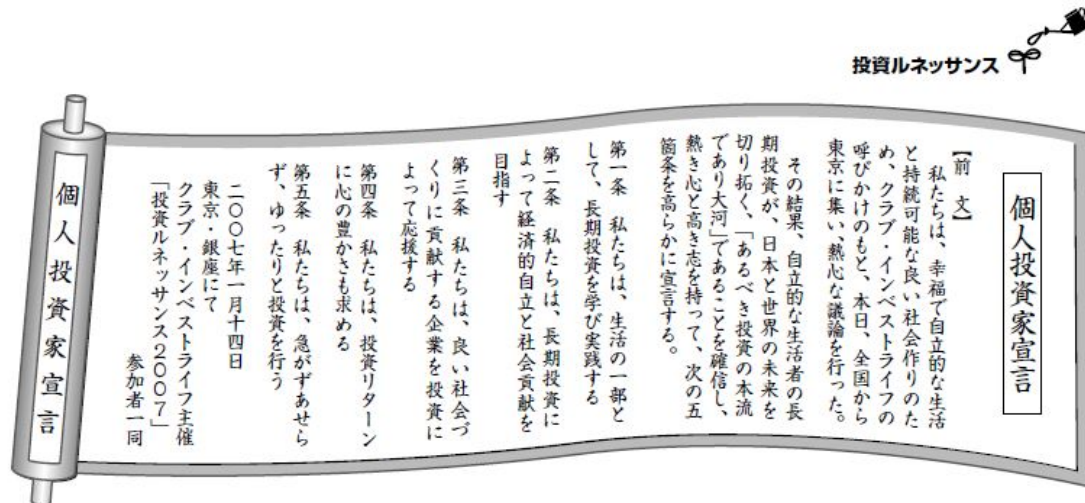 投資ルネッサンス
個人投資家宣言
【前 文】
私たちは、幸福で自立的な生活
と持続可能な良い社会作りのた
め、クラブ・インベストライフの
呼びかけのもと、本日、全国から
東京に集い、熱心な議論を行った。
その結果、自立的な生活者の長
期投資が、日本と世界の未来を
切り拓く、「あるべき投資の本流
であり大河」であることを確信し、
熱き心と高き志を持って、次の五
箇条を高らかに宣言する。
第一条 私たちは、生活の一部と
して、長期投資を学び実践する
第二条 私たちは、長期投資に
よって経済的自立と社会貢献を
目指す
第三条 私たちは、良い社会づ
くりに貢献する企業を投資に
よって応援する
第四条 私たちは、投資リターン
に心の豊かさも求める
第五条 私たちは、急がずあせら
ず、ゆったりと投資を行う
二〇〇七年一月十四日
東京・銀座にて
クラブ・インベストライフ主催
「投資ルネッサンス2007」
参加者一同
個人投資家宣言